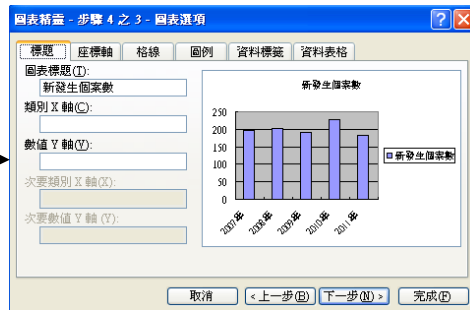 圖表精靈 - 步驟 4 之 3 - 圖表選項
標題 座標軸 格線 圖例 資料標籤 資料表格
圖表標題(T):
新發生個案數
類別 X 軸(C):
數值 Y 軸(V):
次要類別 X 軸(X):
次要數值 Y 軸 (Y):
新發生個案數
250
200
150
100
50
0
2007年 2008年 2009年 2010年 2011年
新發生個案數
取消 < 上一步(B) 下一步(N) > 完成(F)